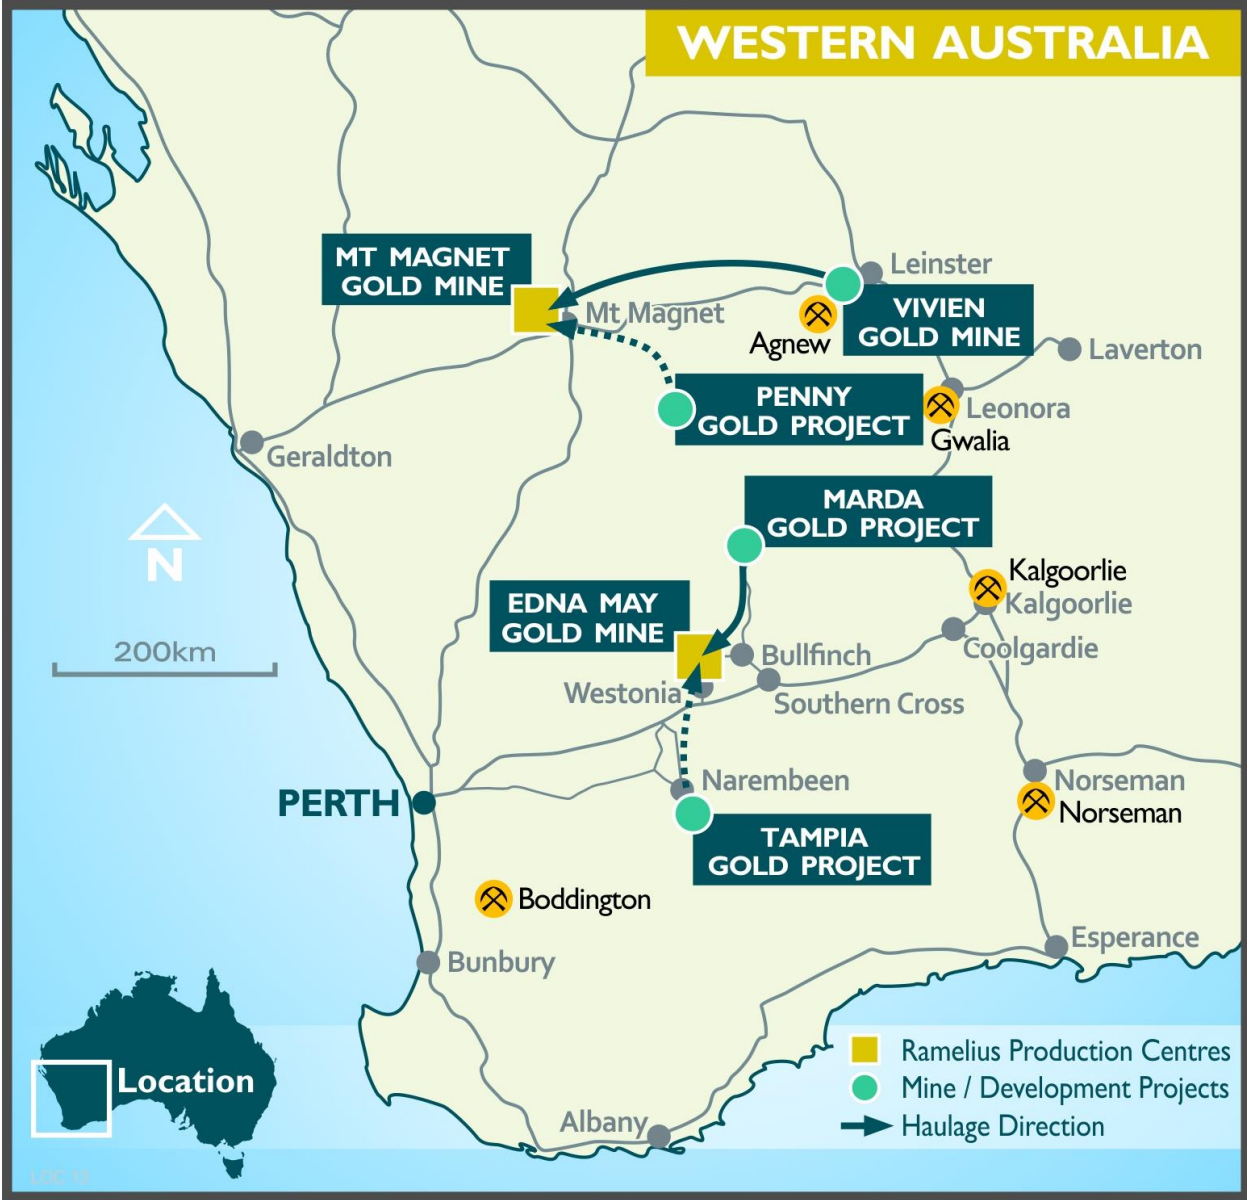 WESTERN AUSTRALIA
MT MAGNET
GOLD MINE
Leinster
Mt Magnet
VIVIEN
GOLD MINE
Agnew
Laverton
PENNY
GOLD PROJECT
Leonora
Gwalia
Geraldton
MARDA
GOLD PROJECT
N
Kalgoorlie
Kalgoorlie
EDNA MAY
GOLD MINE
200km
Coolgardie
Bullfinch
Westonia
Southern Cross
Narembeen
Norseman
Norseman
PERTH
TAMPIA
GOLD PROJECT
Boddington
Esperance
Bunbury
Location
Ramelius Production Centres
Mine / Development Projects
Haulage Direction
Albany